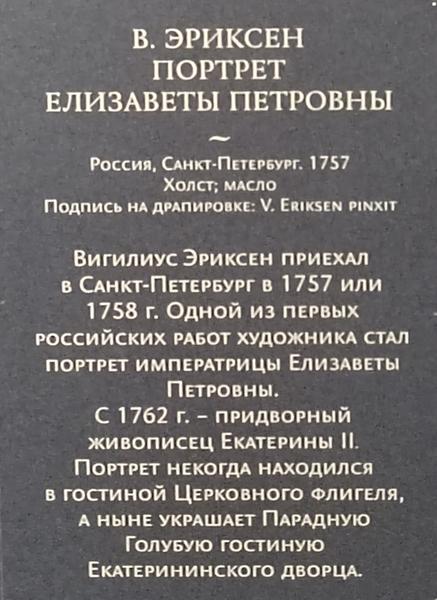 В. ЭРИКСЕН
ПОРТРЕТ
ЕЛИЗАВЕТЫ ПЕТРОВНЫ
~
Россия, Санкт-Петербург. 1757
Холст; масло
Подпись на драпировке: V. Eriksen pinxit
Вигилиус Эриксен приехал
в Санкт-Петербург в 1757 или
1758 г. Одной из первых
российских работ художника стал
портрет императрицы Елизаветы
Петровны.
С 1762 г. – придворный
живописец Екатерины II.
Портрет некогда находился
в гостиной Церковного флигеля,
а ныне украшает Парадную
Голубую гостиную
Екатерининского дворца.